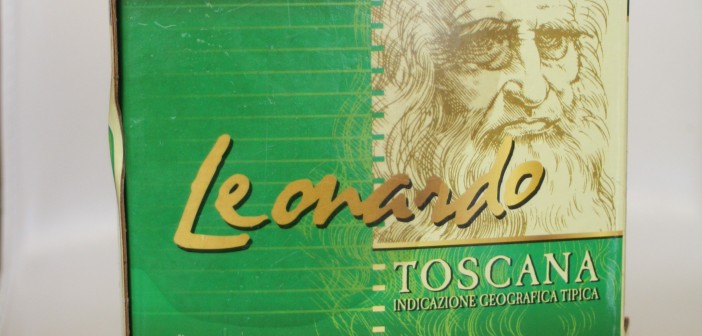 Leonardo
TOSCANA
INDICAZIONE GEOGRAFICA TIPICA